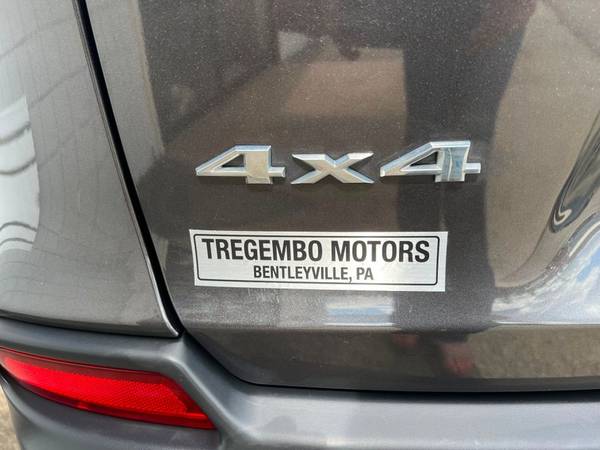 4x4
TREGEMBO MOTORS
BENTLEYVILLE, PA